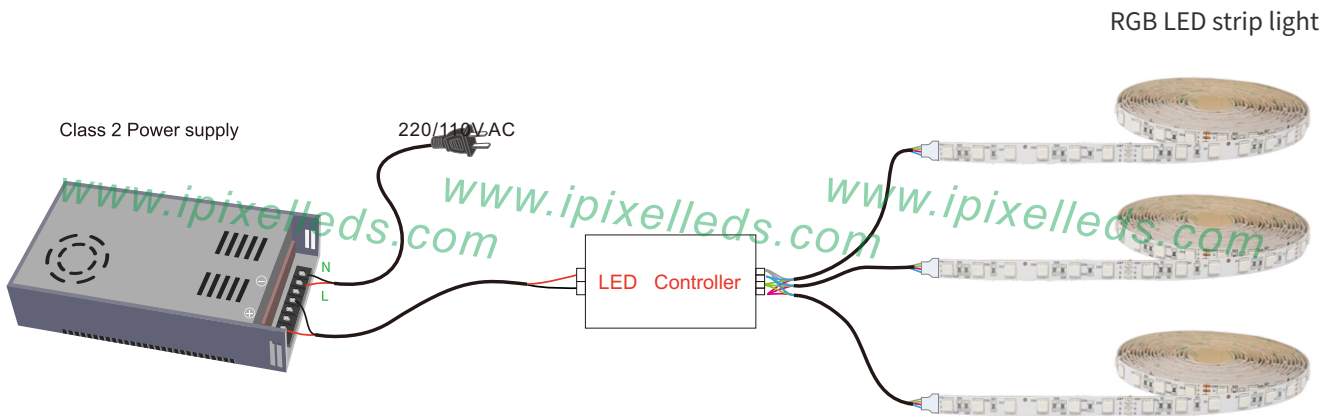 RGB LED strip light
Class 2 Power supply
220/110V AC
www.ipixelleds.com
www.ipixelleds.com
www.ipixelleds.com
N
L
⊖
⊕
LED Controller